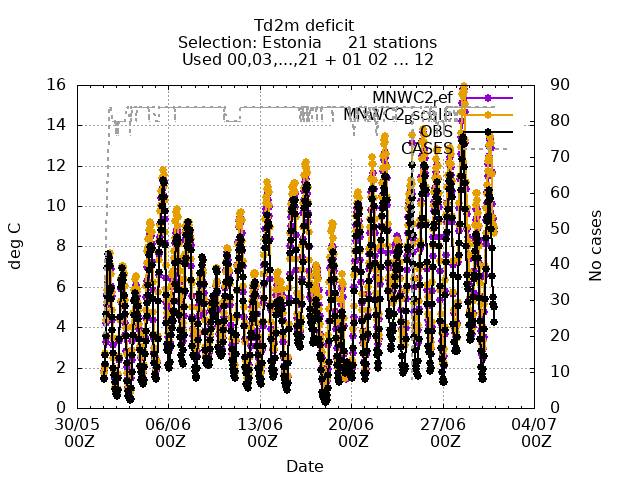 Td2m deficit
Selection: Estonia 21 stations
Used 00,03,...,21 + 01 02 ... 12
16 90
MNWC2ref
MNWC2Bscale
OBS
CASES
14 80
12 70
10 60
8 50
6 40
4 30
2 20
0 10
0
deg C
No cases
30/05 06/06 13/06 20/06 27/06 04/07
00Z 00Z 00Z 00Z 00Z 00Z
Date